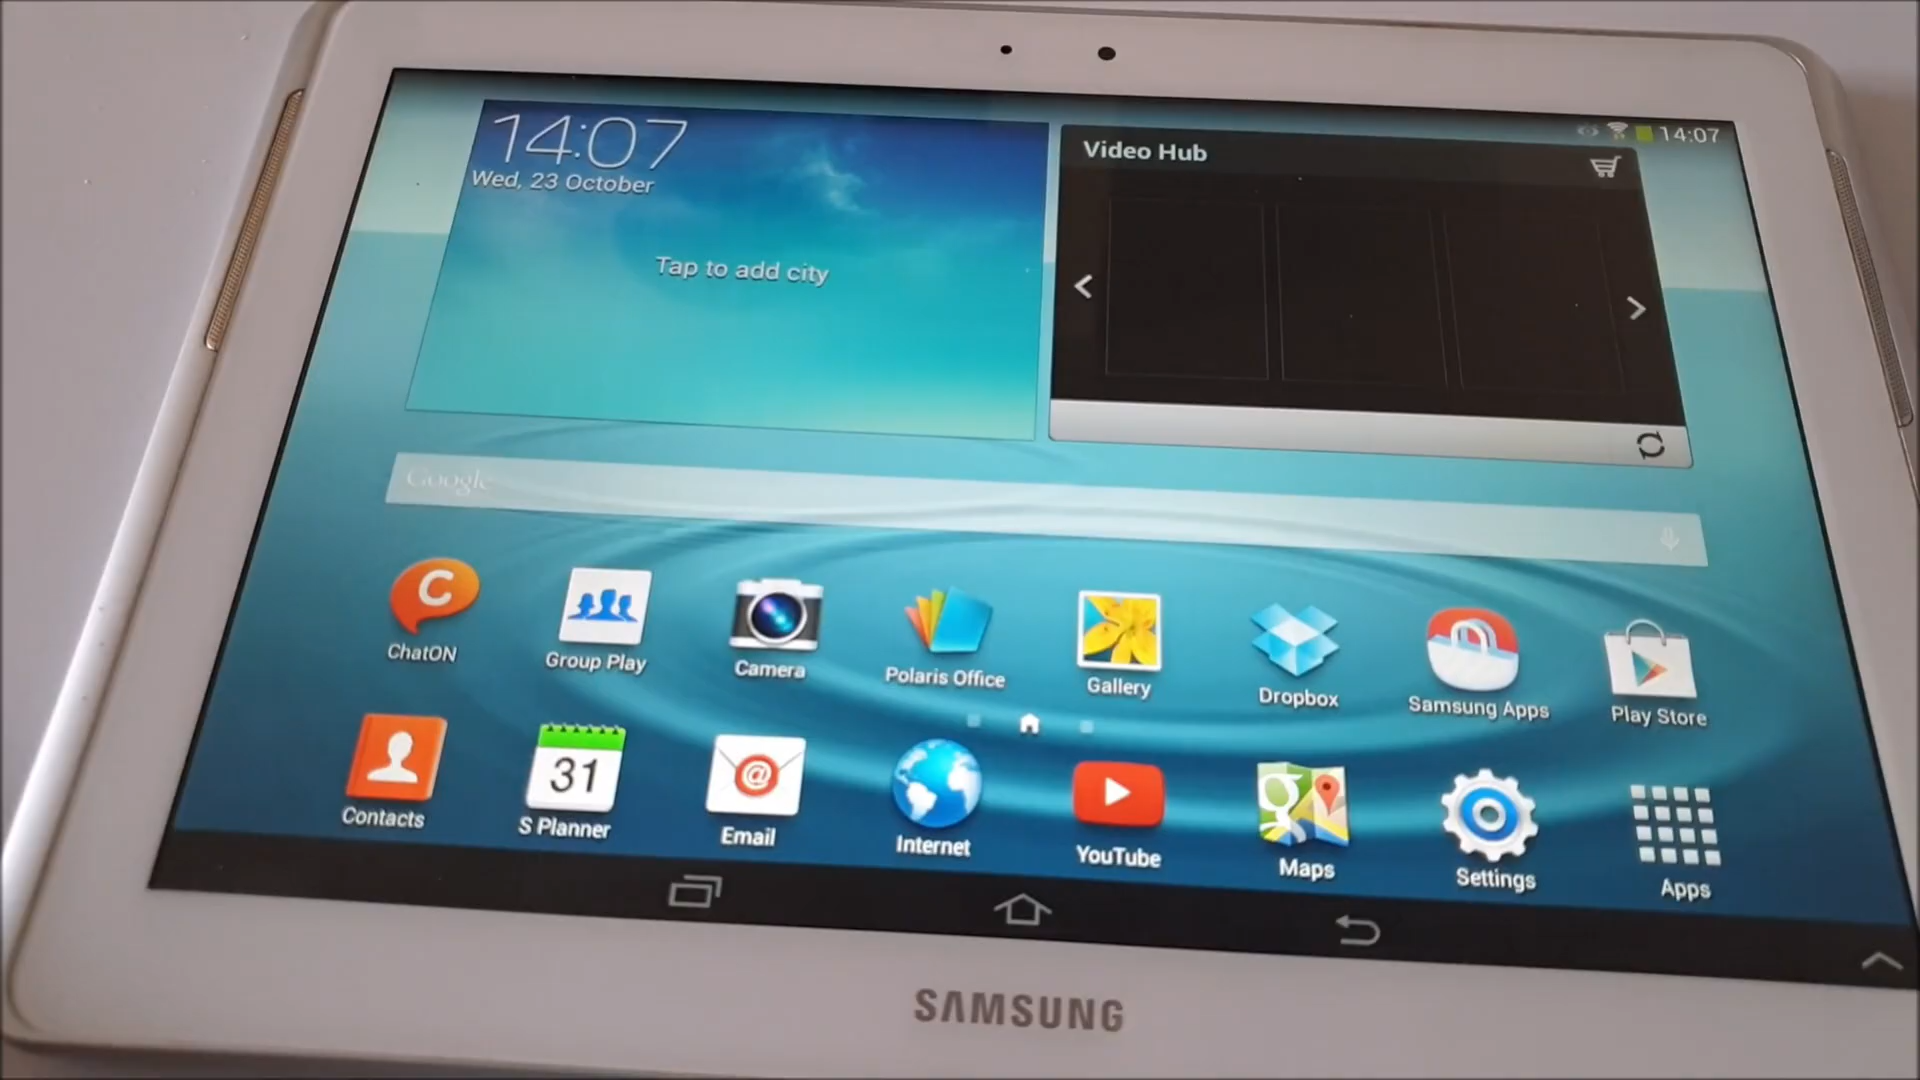 14:07
14:07
Wed, 23 October
Video Hub
Tap to add city
Google
C
ChatON
Group Play
Camera
Polaris Office
Gallery
Dropbox
Samsung Apps
Play Store
31
@
g
Contacts
S Planner
Email
Internet
YouTube
Maps
Settings
Apps
SAMSUNG